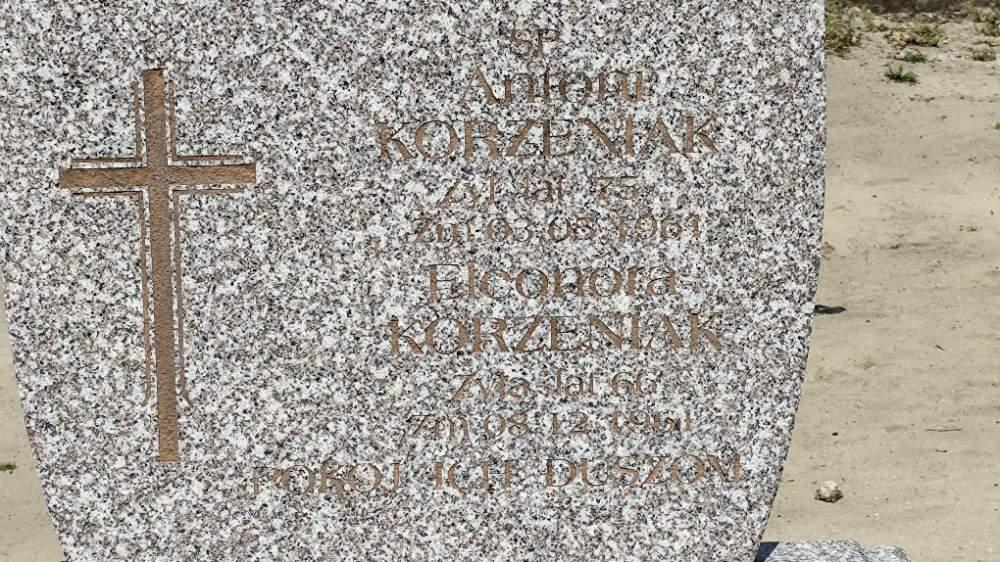 ŚP
Antoni
KORZENIAK
Żył lat 75
Zm 03.05.1961
Eleonora
KORZENIAK
Żyła lat 66
Zm 08.12.1961
POKÓJ ICH DUSZOM